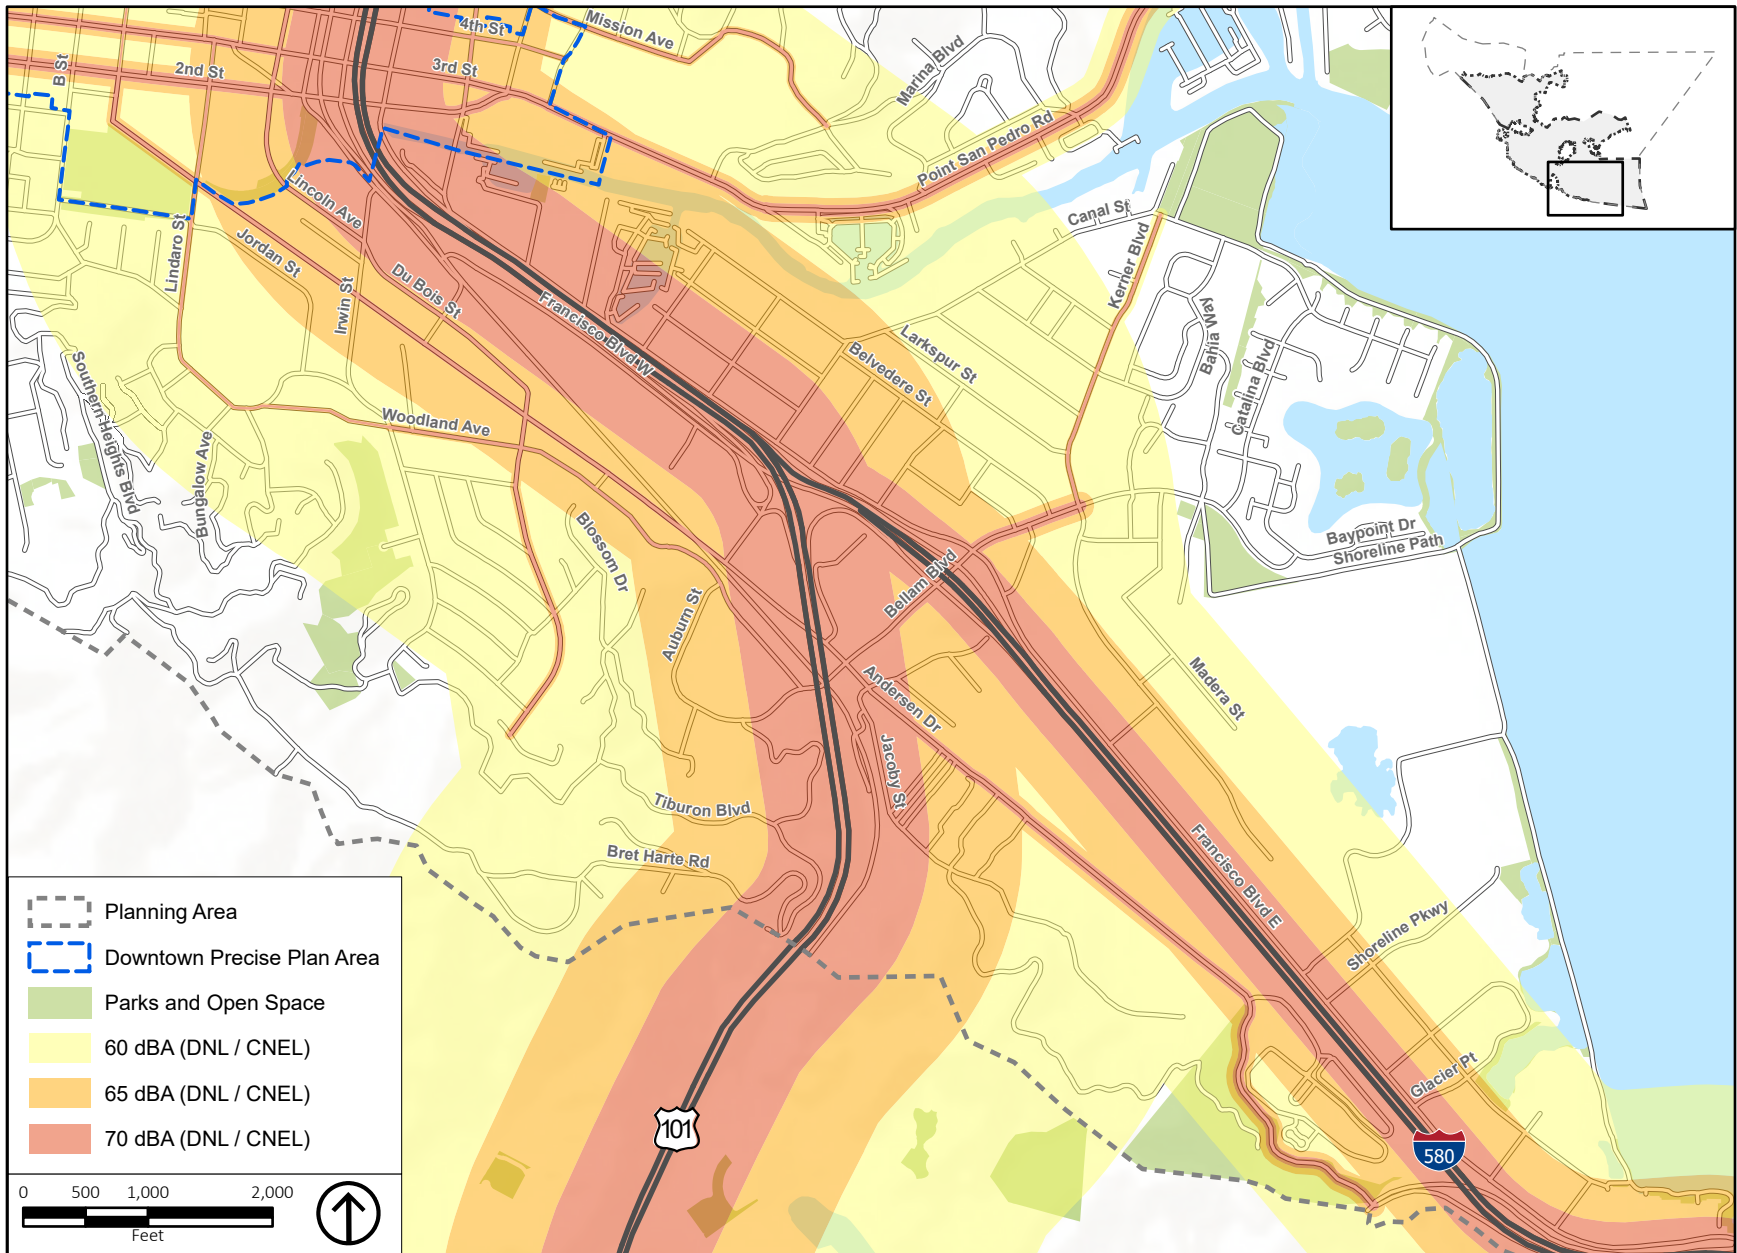 4th St
Mission Ave
B St
2nd St
3rd St
Marina Blvd
Point San Pedro Rd
Lincoln Ave
Lindaro St
Jordan St
Irwin St
Du Bois St
Canal St
Kerner Blvd
Francisco Blvd W
Bahia Way
Larkspur St
Belvedere St
Catalina Blvd
Southern Heights Blvd
Woodland Ave
Bungalow Ave
Blossom Dr
Baypoint Dr
Shoreline Path
Bellam Blvd
Auburn St
Andersen Dr
Madera St
Jacoby St
Tiburon Blvd
Bret Harte Rd
Francisco Blvd E
Shoreline Pkwy
Glacier Pt
101
580
Planning Area
Downtown Precise Plan Area
Parks and Open Space
60 dBA (DNL / CNEL)
65 dBA (DNL / CNEL)
70 dBA (DNL / CNEL)
0 500 1,000 2,000
Feet